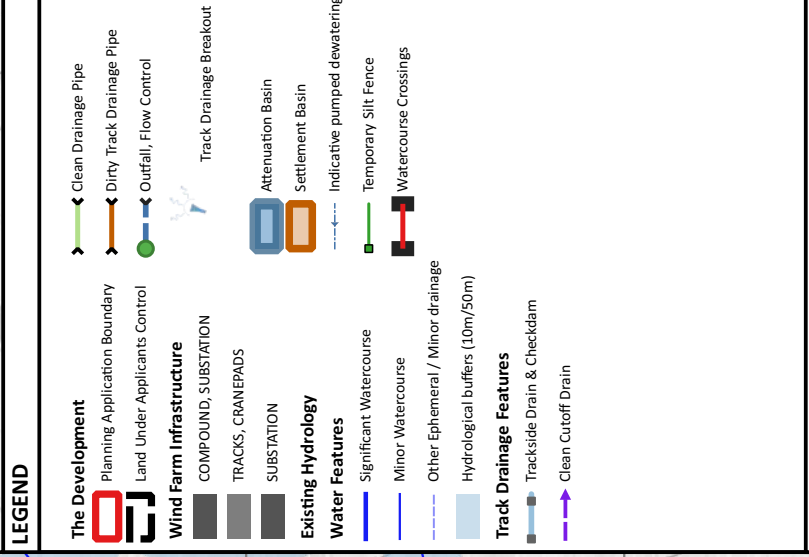 LEGEND
The Development
Planning Application Boundary
Land Under Applicants Control
Wind Farm Infrastructure
COMPOUND, SUBSTATION
TRACKS, CRANEPADS
SUBSTATION
Existing Hydrology
Water Features
Significant Watercourse
Minor Watercourse
Other Ephemeral / Minor drainage
Hydrological buffers (10m/50m)
Track Drainage Features
Trackside Drain & Checkdam
Clean Cutoff Drain
Clean Drainage Pipe
Dirty Track Drainage Pipe
Outfall, Flow Control
Track Drainage Breakout
Attenuation Basin
Settlement Basin
Indicative pumped dewatering
Temporary Silt Fence
Watercourse Crossings